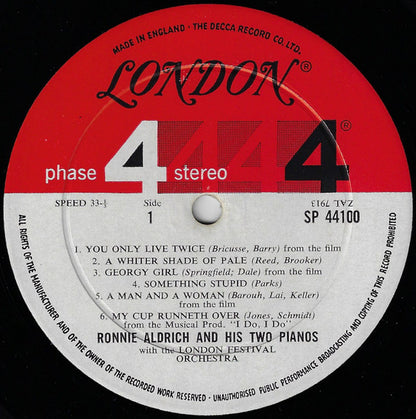 MADE IN ENGLAND · THE DECCA RECORD CO. LTD.
LONDON®
phase 4 stereo 444®
SPEED 33-⅓ Side ZAL 7913
1 SP 44100
1. YOU ONLY LIVE TWICE (Bricusse, Barry) from the film
2. A WHITER SHADE OF PALE (Reed, Brooker)
3. GEORGY GIRL (Springfield; Dale) from the film
4. SOMETHING STUPID (Parks)
5. A MAN AND A WOMAN (Barouh, Lai, Keller)
from the film
6. MY CUP RUNNETH OVER (Jones, Schmidt)
from the Musical Prod. "I Do, I Do"
RONNIE ALDRICH AND HIS TWO PIANOS
with the LONDON FESTIVAL
ORCHESTRA
ALL RIGHTS OF THE MANUFACTURER AND OF THE OWNER OF THE RECORDED WORK RESERVED · UNAUTHORISED PUBLIC PERFORMANCE BROADCASTING AND COPYING OF THIS RECORD PROHIBITED